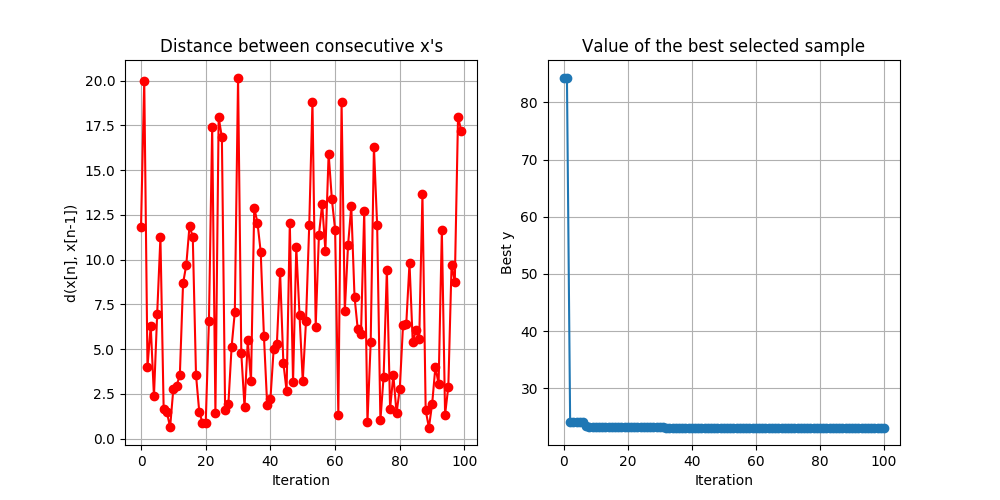 Distance between consecutive x's
d(x[n], x[n-1])
20.0
17.5
15.0
12.5
10.0
7.5
5.0
2.5
0.0
0 20 40 60 80 100
Iteration
Value of the best selected sample
Best y
80
70
60
50
40
30
0 20 40 60 80 100
Iteration